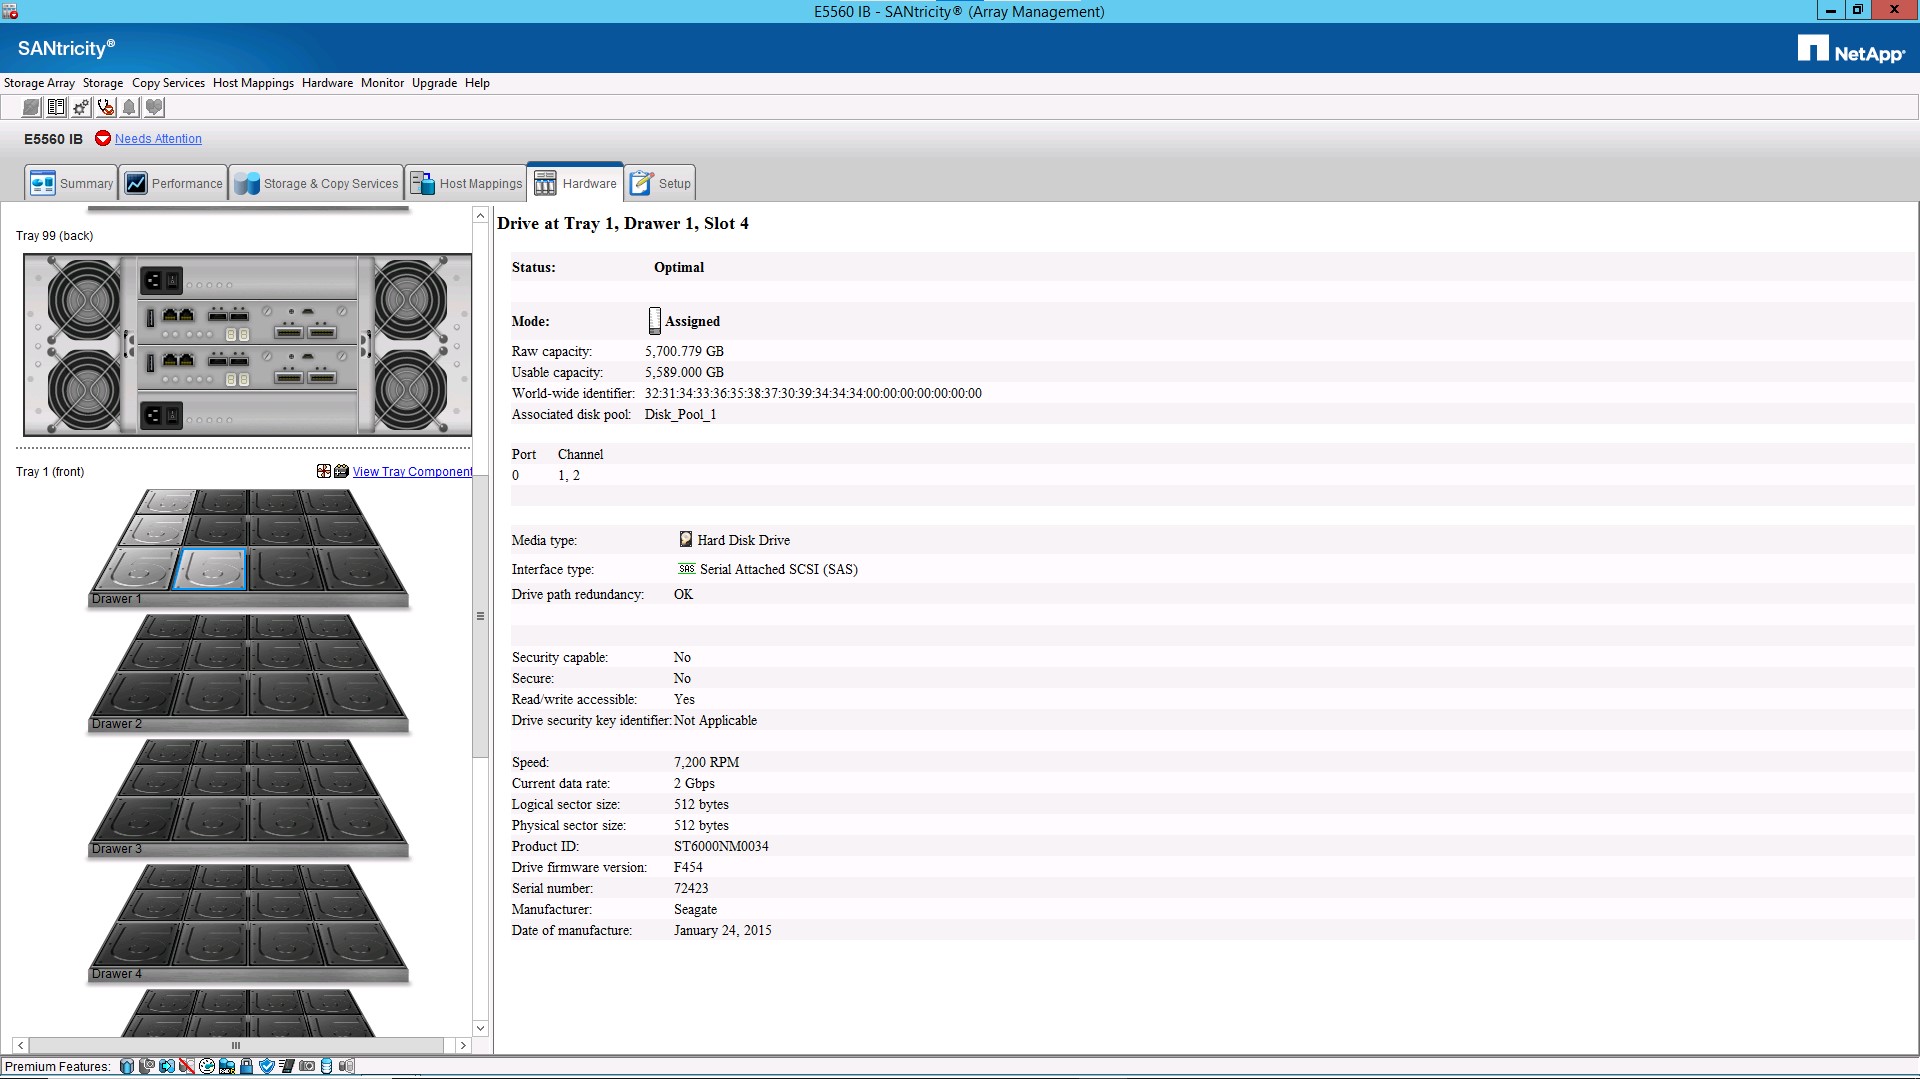 E5560 IB - SANtricity® (Array Management)
SANtricity®
NetApp®
Storage Array Storage Copy Services Host Mappings Hardware Monitor Upgrade Help
E5560 IB Needs Attention
Summary Performance Storage & Copy Services Host Mappings Hardware Setup
Tray 99 (back)
Tray 1 (front) View Tray Component
Drawer 1
Drawer 2
Drawer 3
Drawer 4
Drive at Tray 1, Drawer 1, Slot 4
Status: Optimal
Mode: Assigned
Raw capacity: 5,700.779 GB
Usable capacity: 5,589.000 GB
World-wide identifier: 32:31:34:33:36:35:38:37:30:39:34:34:34:00:00:00:00:00:00:00
Associated disk pool: Disk_Pool_1
Port Channel
0 1, 2
Media type: Hard Disk Drive
Interface type: SAS Serial Attached SCSI (SAS)
Drive path redundancy: OK
Security capable: No
Secure: No
Read/write accessible: Yes
Drive security key identifier: Not Applicable
Speed: 7,200 RPM
Current data rate: 2 Gbps
Logical sector size: 512 bytes
Physical sector size: 512 bytes
Product ID: ST6000NM0034
Drive firmware version: F454
Serial number: 72423
Manufacturer: Seagate
Date of manufacture: January 24, 2015
Premium Features: